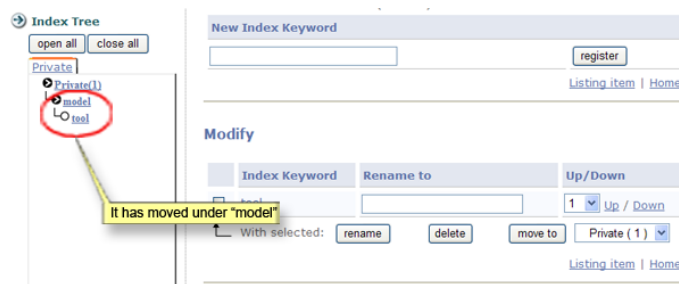 Index Tree
open all close all
Private
Private(1)
model
tool
New Index Keyword
register
Listing item | Home
Modify
Index Keyword Rename to Up/Down
1 Up / Down
It has moved under "model"
With selected: rename delete move to Private ( 1 )
Listing item | Home